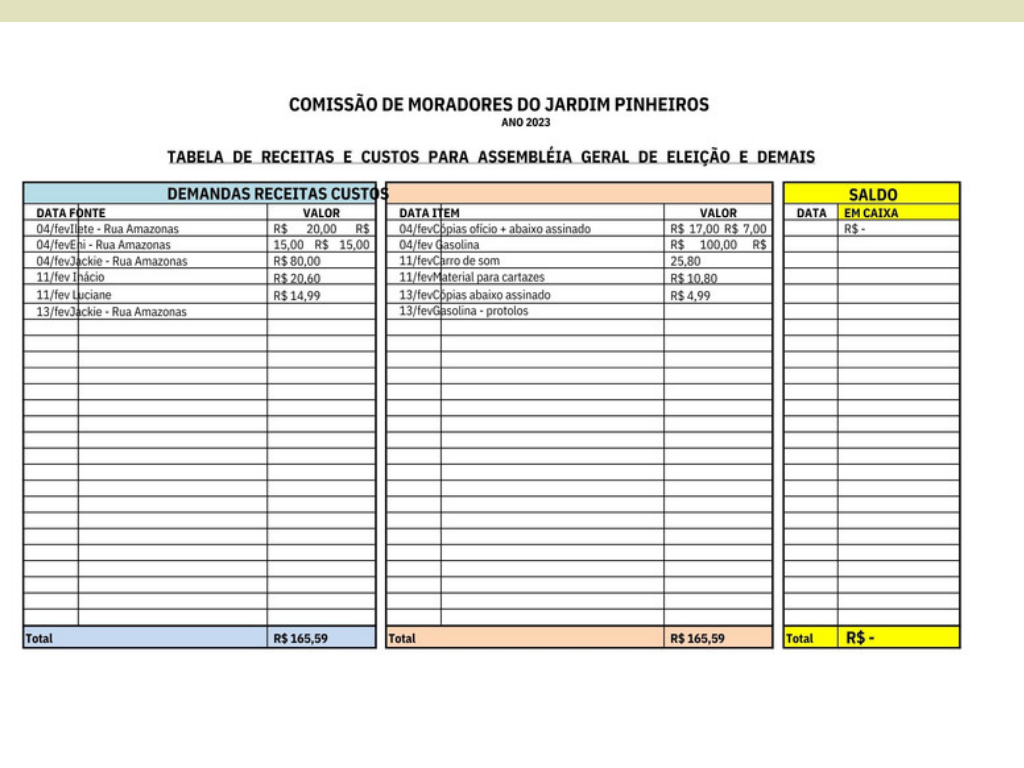 COMISSÃO DE MORADORES DO JARDIM PINHEIROS
ANO 2023
TABELA DE RECEITAS E CUSTOS PARA ASSEMBLÉIA GERAL DE ELEIÇÃO E DEMAIS
DEMANDAS RECEITAS CUSTOS
DATA FONTE VALOR
04/fev Ilete - Rua Amazonas R$ 20,00 R$
04/fev Eni - Rua Amazonas 15,00 R$ 15,00
04/fev Jackie - Rua Amazonas R$ 80,00
11/fev Inácio R$ 20,60
11/fev Luciane R$ 14,99
13/fev Jackie - Rua Amazonas
Total R$ 165,59
DATA ITEM VALOR
04/fev Cópias ofício + abaixo assinado R$ 17,00 R$ 7,00
04/fev Gasolina R$ 100,00 R$
11/fev Carro de som 25,80
11/fev Material para cartazes R$ 10,80
13/fev Cópias abaixo assinado R$ 4,99
13/fev Gasolina - protolos
Total R$ 165,59
SALDO
DATA EM CAIXA
R$ -
Total R$ -